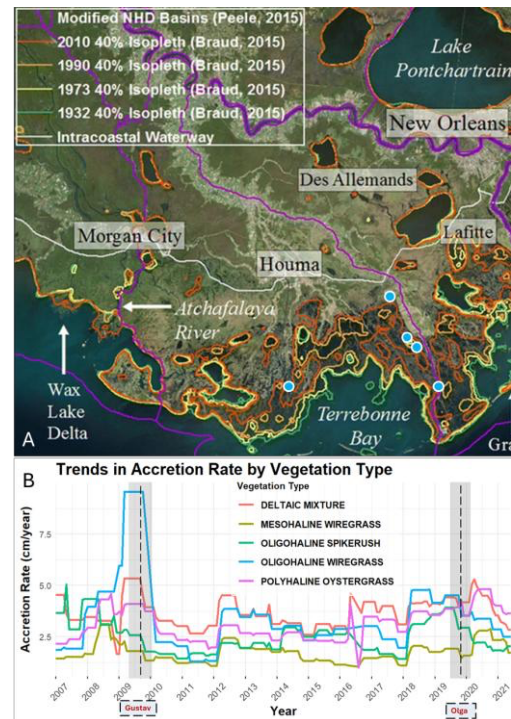 Modified NHD Basins (Peele, 2015)
2010 40% Isopleth (Braud, 2015)
1990 40% Isopleth (Braud, 2015)
1973 40% Isopleth (Braud, 2015)
1932 40% Isopleth (Braud, 2015)
Intracoastal Waterway
Lake
Pontchartrain
New Orleans
Des Allemands
Lafitte
Morgan City
Houma
Atchafalaya
River
Wax
Lake
Delta
Terrebonne
Bay
Gra
A
B Trends in Accretion Rate by Vegetation Type
Vegetation Type
DELTAIC MIXTURE
MESOHALINE WIREGRASS
OLIGOHALINE SPIKERUSH
OLIGOHALINE WIREGRASS
POLYHALINE OYSTERGRASS
Accretion Rate (cm/year)
7.5
5.0
2.5
2007 2008 2009 2010 2011 2012 2013 2014 2015 2016 2017 2018 2019 2020 2021
Gustav Year Olga